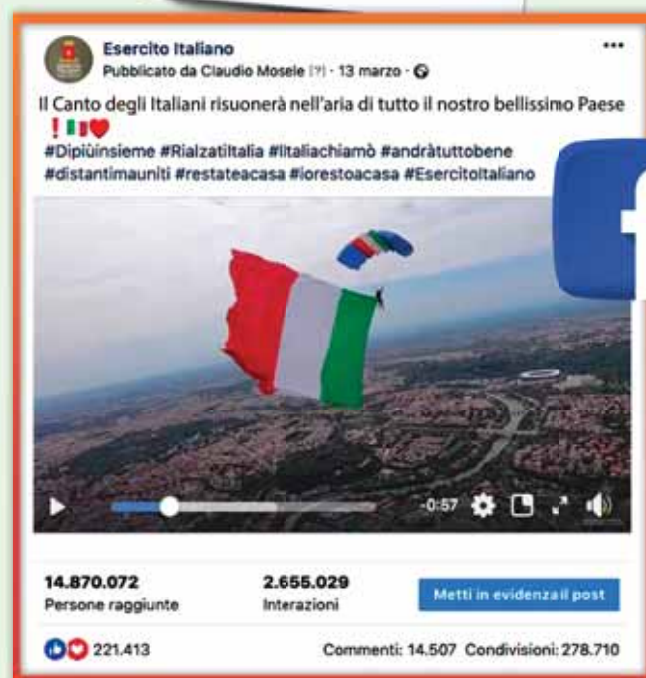 Esercito Italiano
Pubblicato da Claudio Mosele [?] · 13 marzo ·
Il Canto degli Italiani risuonerà nell'aria di tutto il nostro bellissimo Paese
❗🇮🇹❤️
#Dipiùinsieme #RialzatiItalia #lItaliachiamò #andràtuttobene
#distantimauniti #restateacasa #iorestoacasa #EsercitoItaliano
f
-0:57
14.870.072 2.655.029
Persone raggiunte Interazioni Metti in evidenza il post
221.413 Commenti: 14.507 Condivisioni: 278.710